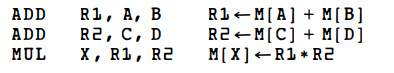 ADD R1, A, B R1←M[A] + M[B]
ADD R2, C, D R2←M[C] + M[D]
MUL X, R1, R2 M[X]←R1*R2